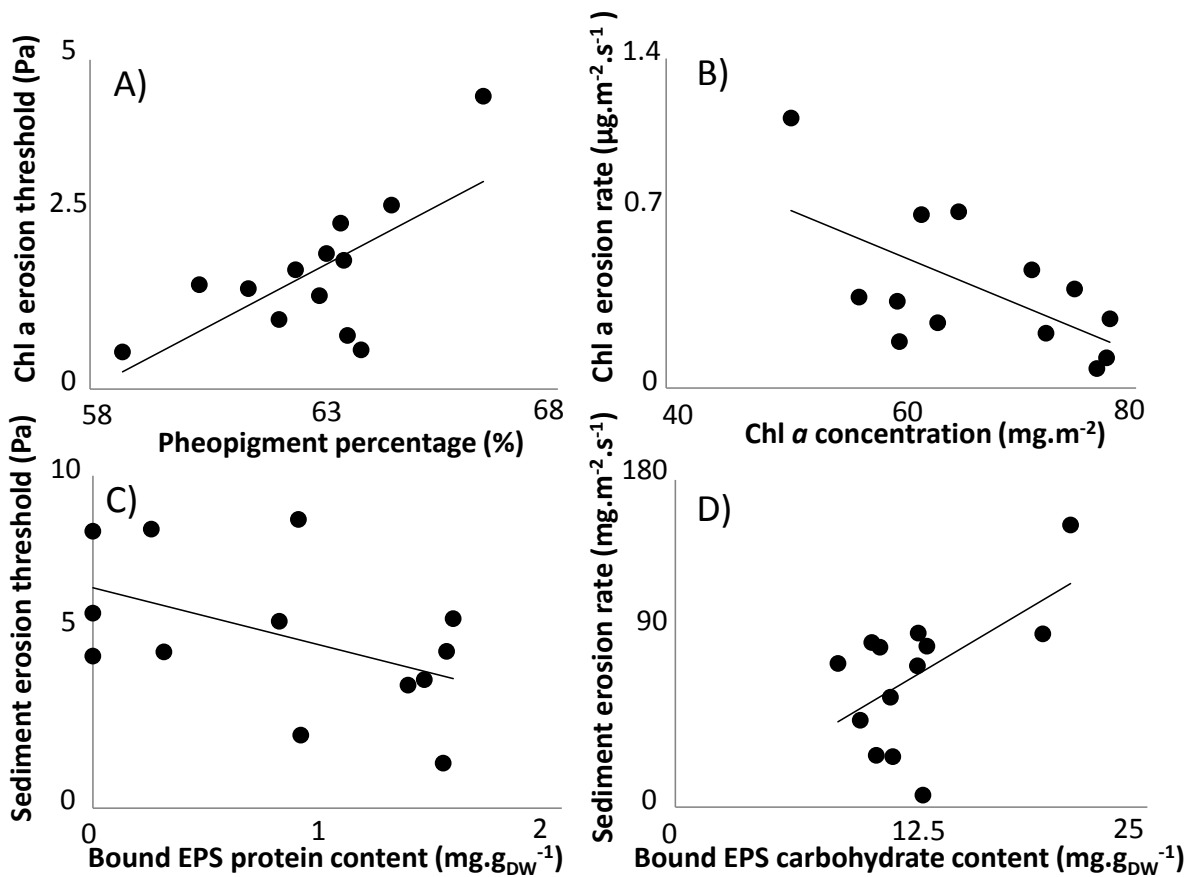 A)
Chl a erosion threshold (Pa)
5
2.5
0
58
63
68
Pheopigment percentage (%)
B)
Chl a erosion rate (µg.m⁻².s⁻¹)
1.4
0.7
0
40
60
80
Chl a concentration (mg.m⁻²)
C)
Sediment erosion threshold (Pa)
10
5
0
0
1
2
Bound EPS protein content (mg.g_DW⁻¹)
D)
Sediment erosion rate (mg.m⁻².s⁻¹)
180
90
0
0
12.5
25
Bound EPS carbohydrate content (mg.g_DW⁻¹)